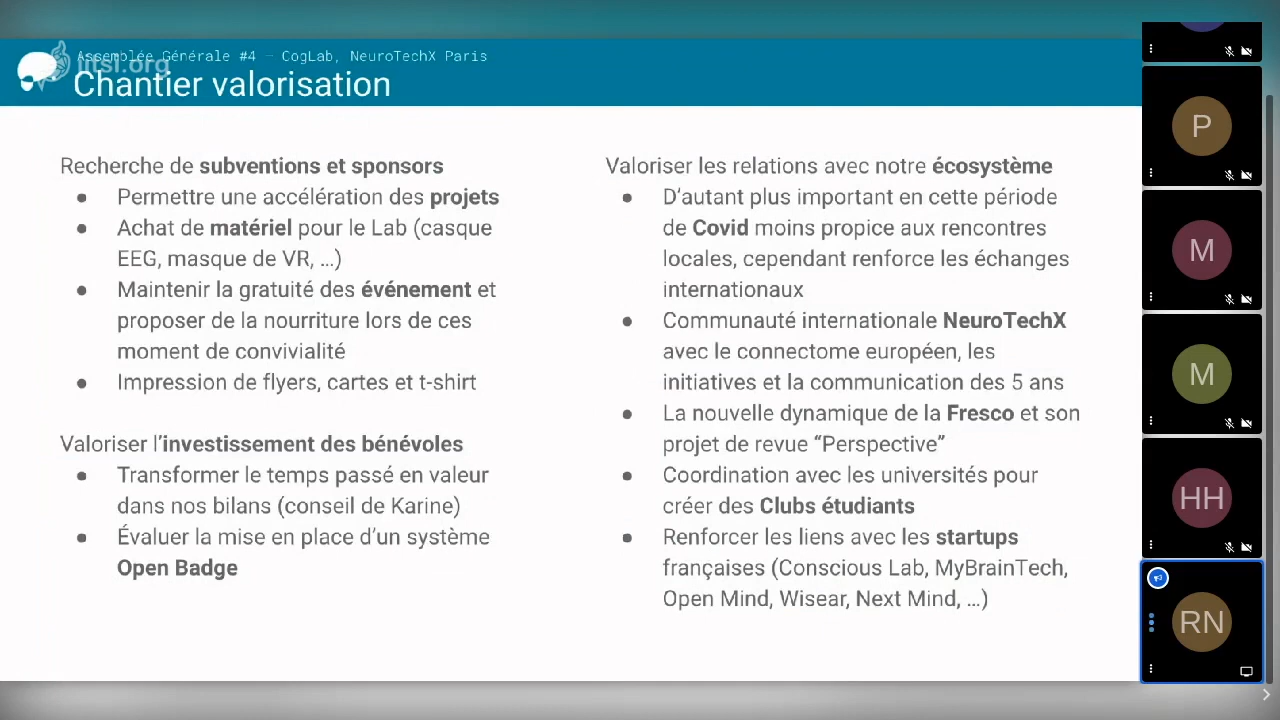 Assemblée Générale #4 – CogLab, NeuroTechX Paris
jitsi.org
Chantier valorisation
Recherche de subventions et sponsors
● Permettre une accélération des projets
● Achat de matériel pour le Lab (casque
EEG, masque de VR, …)
● Maintenir la gratuité des événement et
proposer de la nourriture lors de ces
moment de convivialité
● Impression de flyers, cartes et t-shirt
Valoriser l’investissement des bénévoles
● Transformer le temps passé en valeur
dans nos bilans (conseil de Karine)
● Évaluer la mise en place d’un système
Open Badge
Valoriser les relations avec notre écosystème
● D’autant plus important en cette période
de Covid moins propice aux rencontres
locales, cependant renforce les échanges
internationaux
● Communauté internationale NeuroTechX
avec le connectome européen, les
initiatives et la communication des 5 ans
● La nouvelle dynamique de la Fresco et son
projet de revue “Perspective”
● Coordination avec les universités pour
créer des Clubs étudiants
● Renforcer les liens avec les startups
françaises (Conscious Lab, MyBrainTech,
Open Mind, Wisear, Next Mind, …)
P
M
M
HH
RN